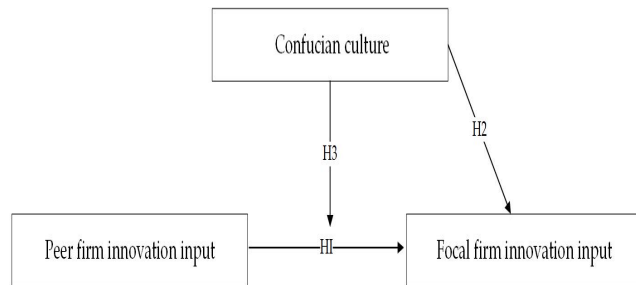 Confucian culture
H3
H2
Peer firm innovation input
HI
Focal firm innovation input